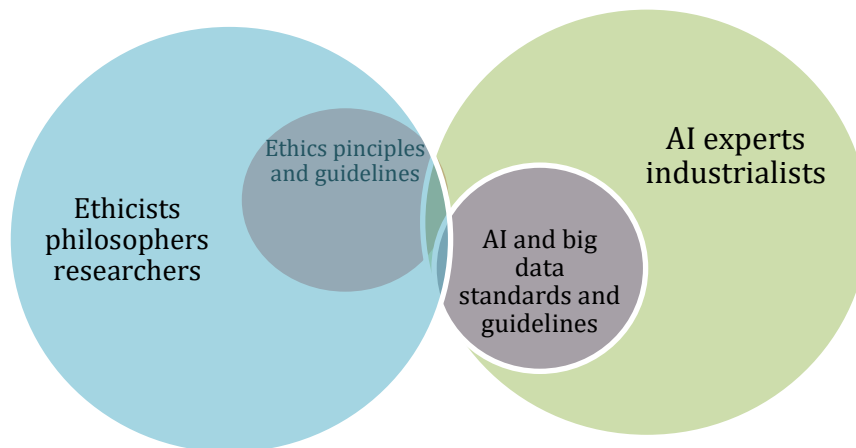 Ethics pinciples
and guidelines
Ethicists
philosophers
researchers
AI experts
industrialists
AI and big
data
standards and
guidelines